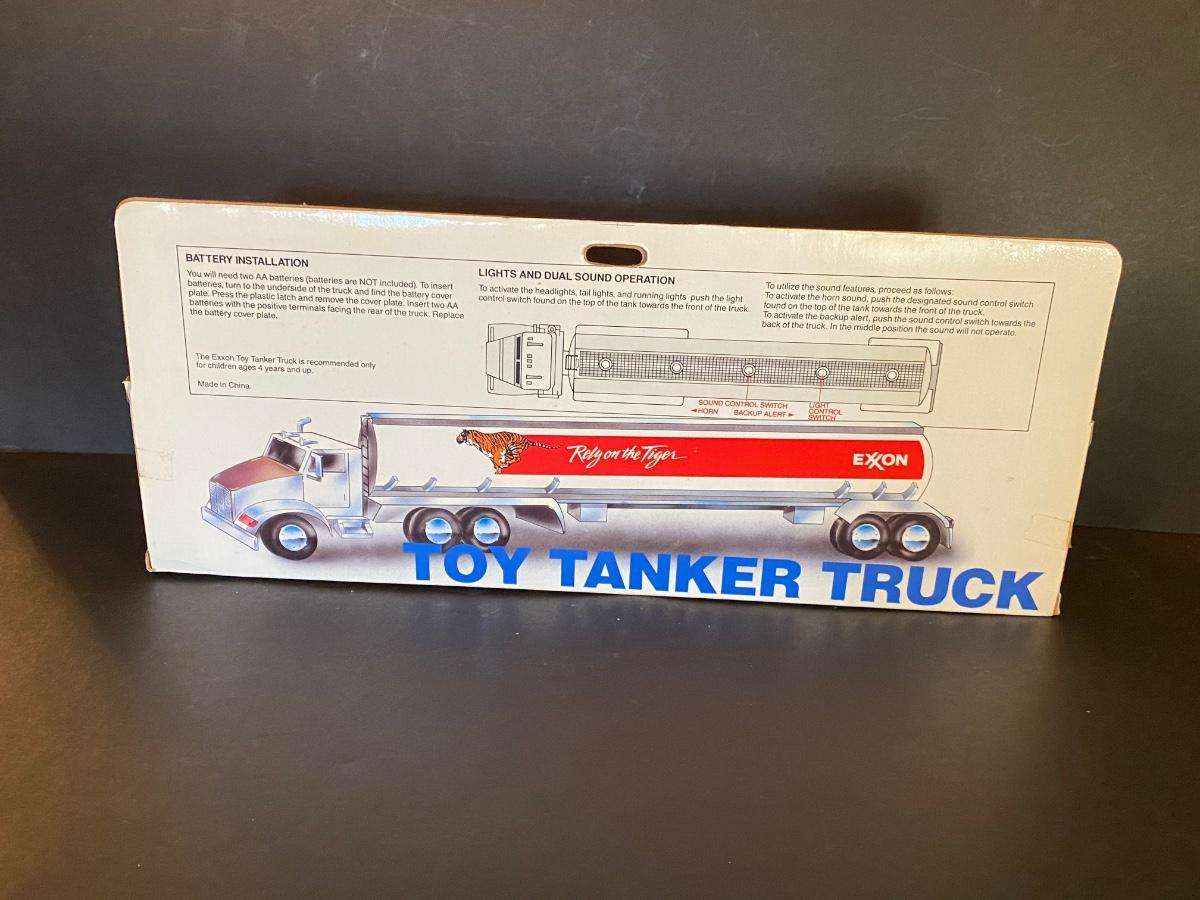 BATTERY INSTALLATION
You will need two AA batteries (batteries are NOT included). To insert
batteries, turn to the underside of the truck and find the battery cover
plate. Press the plastic latch and remove the cover plate. Insert two AA
batteries with the positive terminals facing the rear of the truck. Replace
the battery cover plate.
The Exxon Toy Tanker Truck is recommended only
for children ages 4 years and up.
Made in China
LIGHTS AND DUAL SOUND OPERATION
To activate the headlights, tail lights, and running lights push the light
control switch found on the top of the tank towards the front of the truck.
To utilize the sound features, proceed as follows:
To activate the horn sound, push the designated sound control switch
found on the top of the tank towards the front of the truck.
To activate the backup alert, push the sound control switch towards the
back of the truck. In the middle position the sound will not operate.
SOUND CONTROL SWITCH
◄HORN BACKUP ALERT ►
LIGHT
CONTROL
SWITCH
Rely on the Tiger
EXXON
TOY TANKER TRUCK